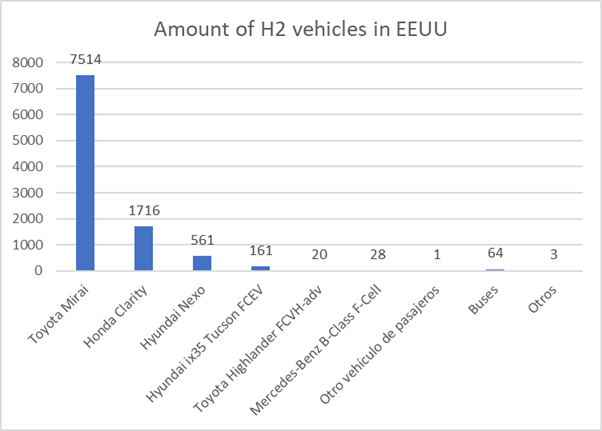 Amount of H2 vehicles in EEUU
8000
7000
6000
5000
4000
3000
2000
1000
0
7514
1716
561
161
20
28
1
64
3
Toyota Mirai
Honda Clarity
Hyundai Nexo
Hyundai ix35 Tucson FCEV
Toyota Highlander FCVH-adv
Mercedes-Benz B-Class F-Cell
Otro vehículo de pasajeros
Buses
Otros